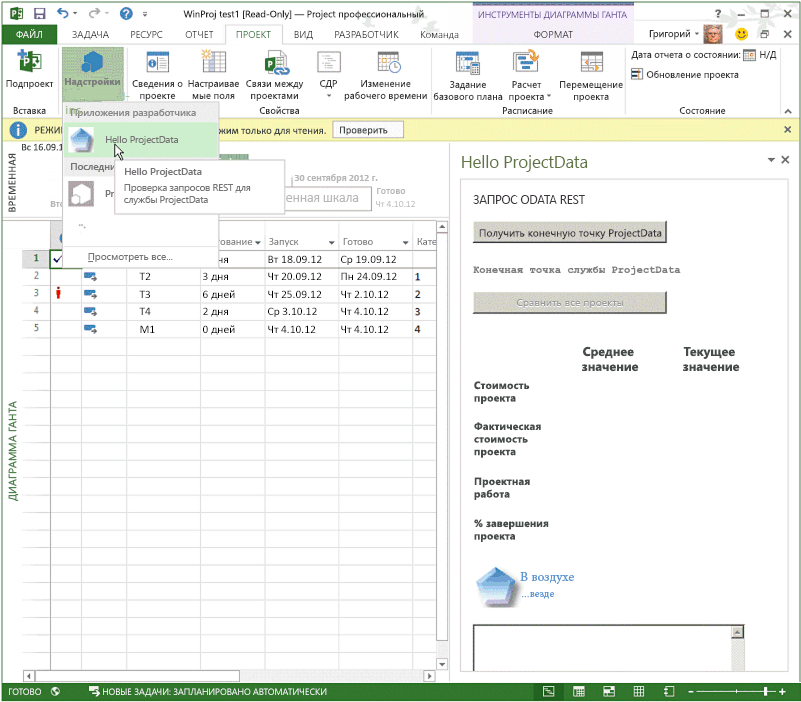 WinProj test1 [Read-Only] — Project профессиональный
ИНСТРУМЕНТЫ ДИАГРАММЫ ГАНТА
ФАЙЛ ЗАДАЧА РЕСУРС ОТЧЕТ ПРОЕКТ ВИД РАЗРАБОТЧИК Команда ФОРМАТ Григорий
Подпроект
Надстройки
Сведения о проекте
Настраивае мые поля
Связи между проектами
СДР
Изменение рабочего времени
Задание базового плана
Расчет проекта
Перемещение проекта
Дата отчета о состоянии: Н/Д
Обновление проекта
Вставка Свойства Расписание Состояние
Приложения разработчика
Hello ProjectData
Hello ProjectData
Проверка запросов REST для
службы ProjectData
Просмотреть все...
жим только для чтения. Проверить
Вс 16.09.1
ВРЕМЕННАЯ
30 сентября 2012 г.
енная шкала
Готово
Чт 4.10.12
Запуск Готово Кате
1 Вт 18.09.12 Ср 19.09.12
2 T2 3 дня Чт 20.09.12 Пн 24.09.12 1
3 T3 6 дней Чт 25.09.12 Чт 2.10.12 2
4 T4 2 дня Ср 3.10.12 Чт 4.10.12 3
5 M1 0 дней Чт 4.10.12 Чт 4.10.12 4
ДИАГРАММА ГАНТА
Hello ProjectData
ЗАПРОС ODATA REST
Получить конечную точку ProjectData
Конечная точка службы ProjectData
Сравнить все проекты
Среднее значение
Текущее значение
Стоимость
проекта
Фактическая
стоимость
проекта
Проектная
работа
% завершения
проекта
В воздухе
...везде
ГОТОВО НОВЫЕ ЗАДАЧИ: ЗАПЛАНИРОВАНО АВТОМАТИЧЕСКИ